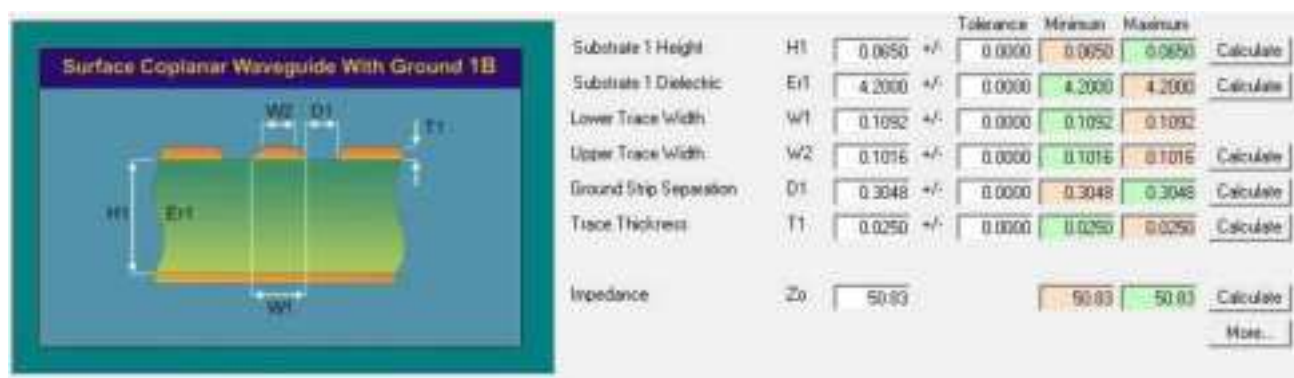 Surface Coplanar Waveguide With Ground 1B
W2 D1
T1
H1 Er1
W1
Tolerance Minimum Maximum
Substrate 1 Height H1 0.0650 +/- 0.0000 0.0650 0.0650 Calculate
Substrate 1 Dielectric Er1 4.2000 +/- 0.0000 4.2000 4.2000 Calculate
Lower Trace Width W1 0.1092 +/- 0.0000 0.1092 0.1092
Upper Trace Width W2 0.1016 +/- 0.0000 0.1016 0.1016 Calculate
Ground Strip Separation D1 0.3048 +/- 0.0000 0.3048 0.3048 Calculate
Trace Thickness T1 0.0250 +/- 0.0000 0.0250 0.0250 Calculate
Impedance Zo 50.83 50.83 50.83 Calculate
More...